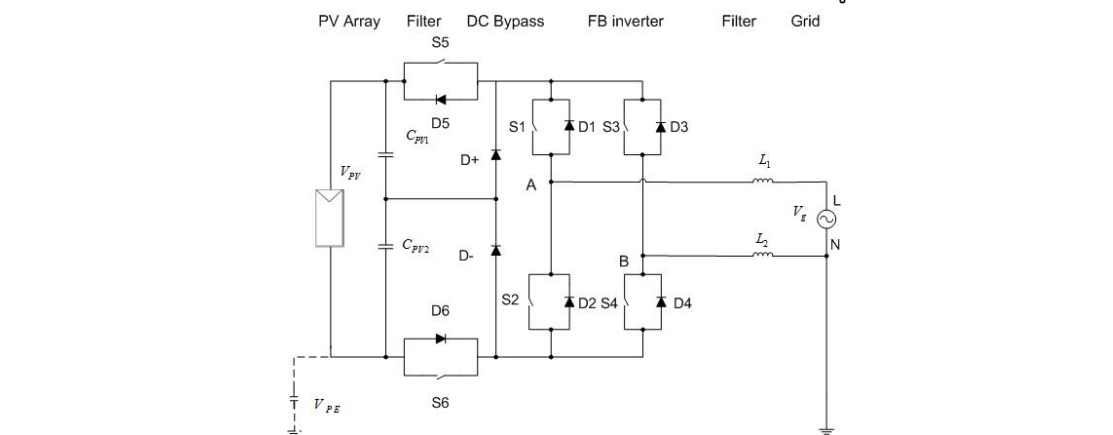 PV Array Filter DC Bypass FB inverter Filter Grid
S5
D5
C_PV1
S1 D1 S3 D3
D+
V_PV
A
L_1
L
V_g
C_PV2
D-
B
L_2
N
S2 D2 S4 D4
D6
V_PE
S6